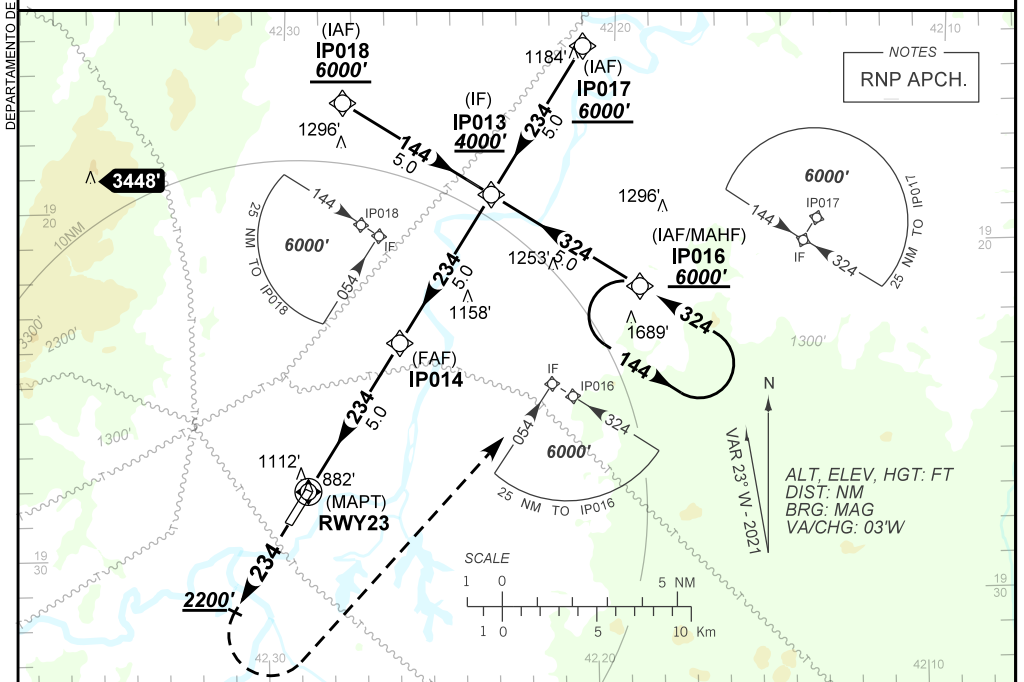 DEPARTAMENTO DE
42 30
42 20
42 10
(IAF)
IP018
6000'
1184'
(IAF)
IP017
6000'
NOTES
RNP APCH.
(IF)
IP013
4000'
1296'
144
5.0
234
5.0
3448'
19
20
10NM
144
IP018
IF
6000'
054
25 NM TO IP018
1296'
6000'
IP017
144
IF
324
25 NM TO IP017
(IAF/MAHF)
IP016
6000'
19
20
324
5.0
1253'
234
5.0
1158'
1689'
324
144
3300'
2300'
1300'
(FAF)
IP014
IF
IP016
054
324
6000'
25 NM TO IP016
N
VAR 23° W - 2021
234
5.0
1300'
1112'
882'
(MAPT)
RWY23
ALT, ELEV, HGT: FT
DIST: NM
BRG: MAG
VA/CHG: 03'W
234
19
30
SCALE
1 0 5 NM
1 0 5 10 Km
19
30
2200'
42 30
42 20
42 10